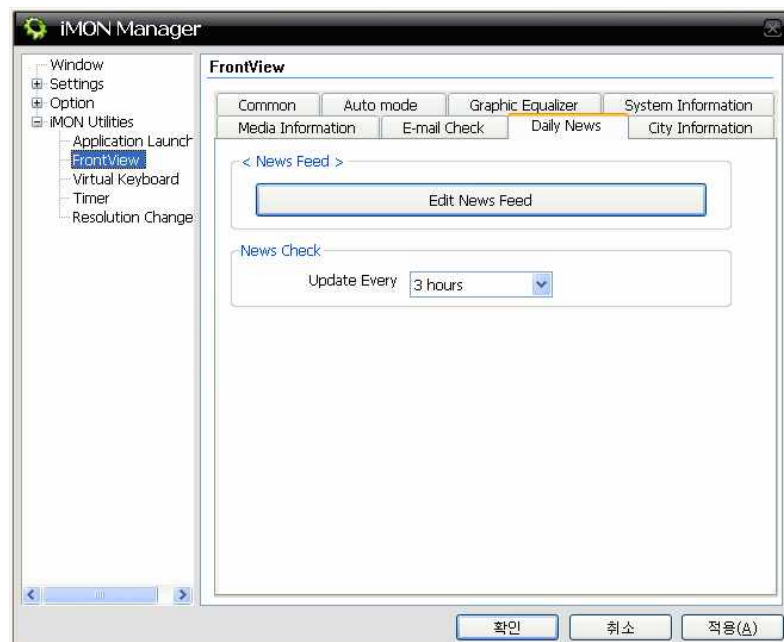 iMON Manager
Window
Settings
Option
iMON Utilities
Application Launch
FrontView
Virtual Keyboard
Timer
Resolution Change
FrontView
Common
Auto mode
Graphic Equalizer
System Information
Media Information
E-mail Check
Daily News
City Information
< News Feed >
Edit News Feed
News Check
Update Every
3 hours
확인
취소
적용(A)